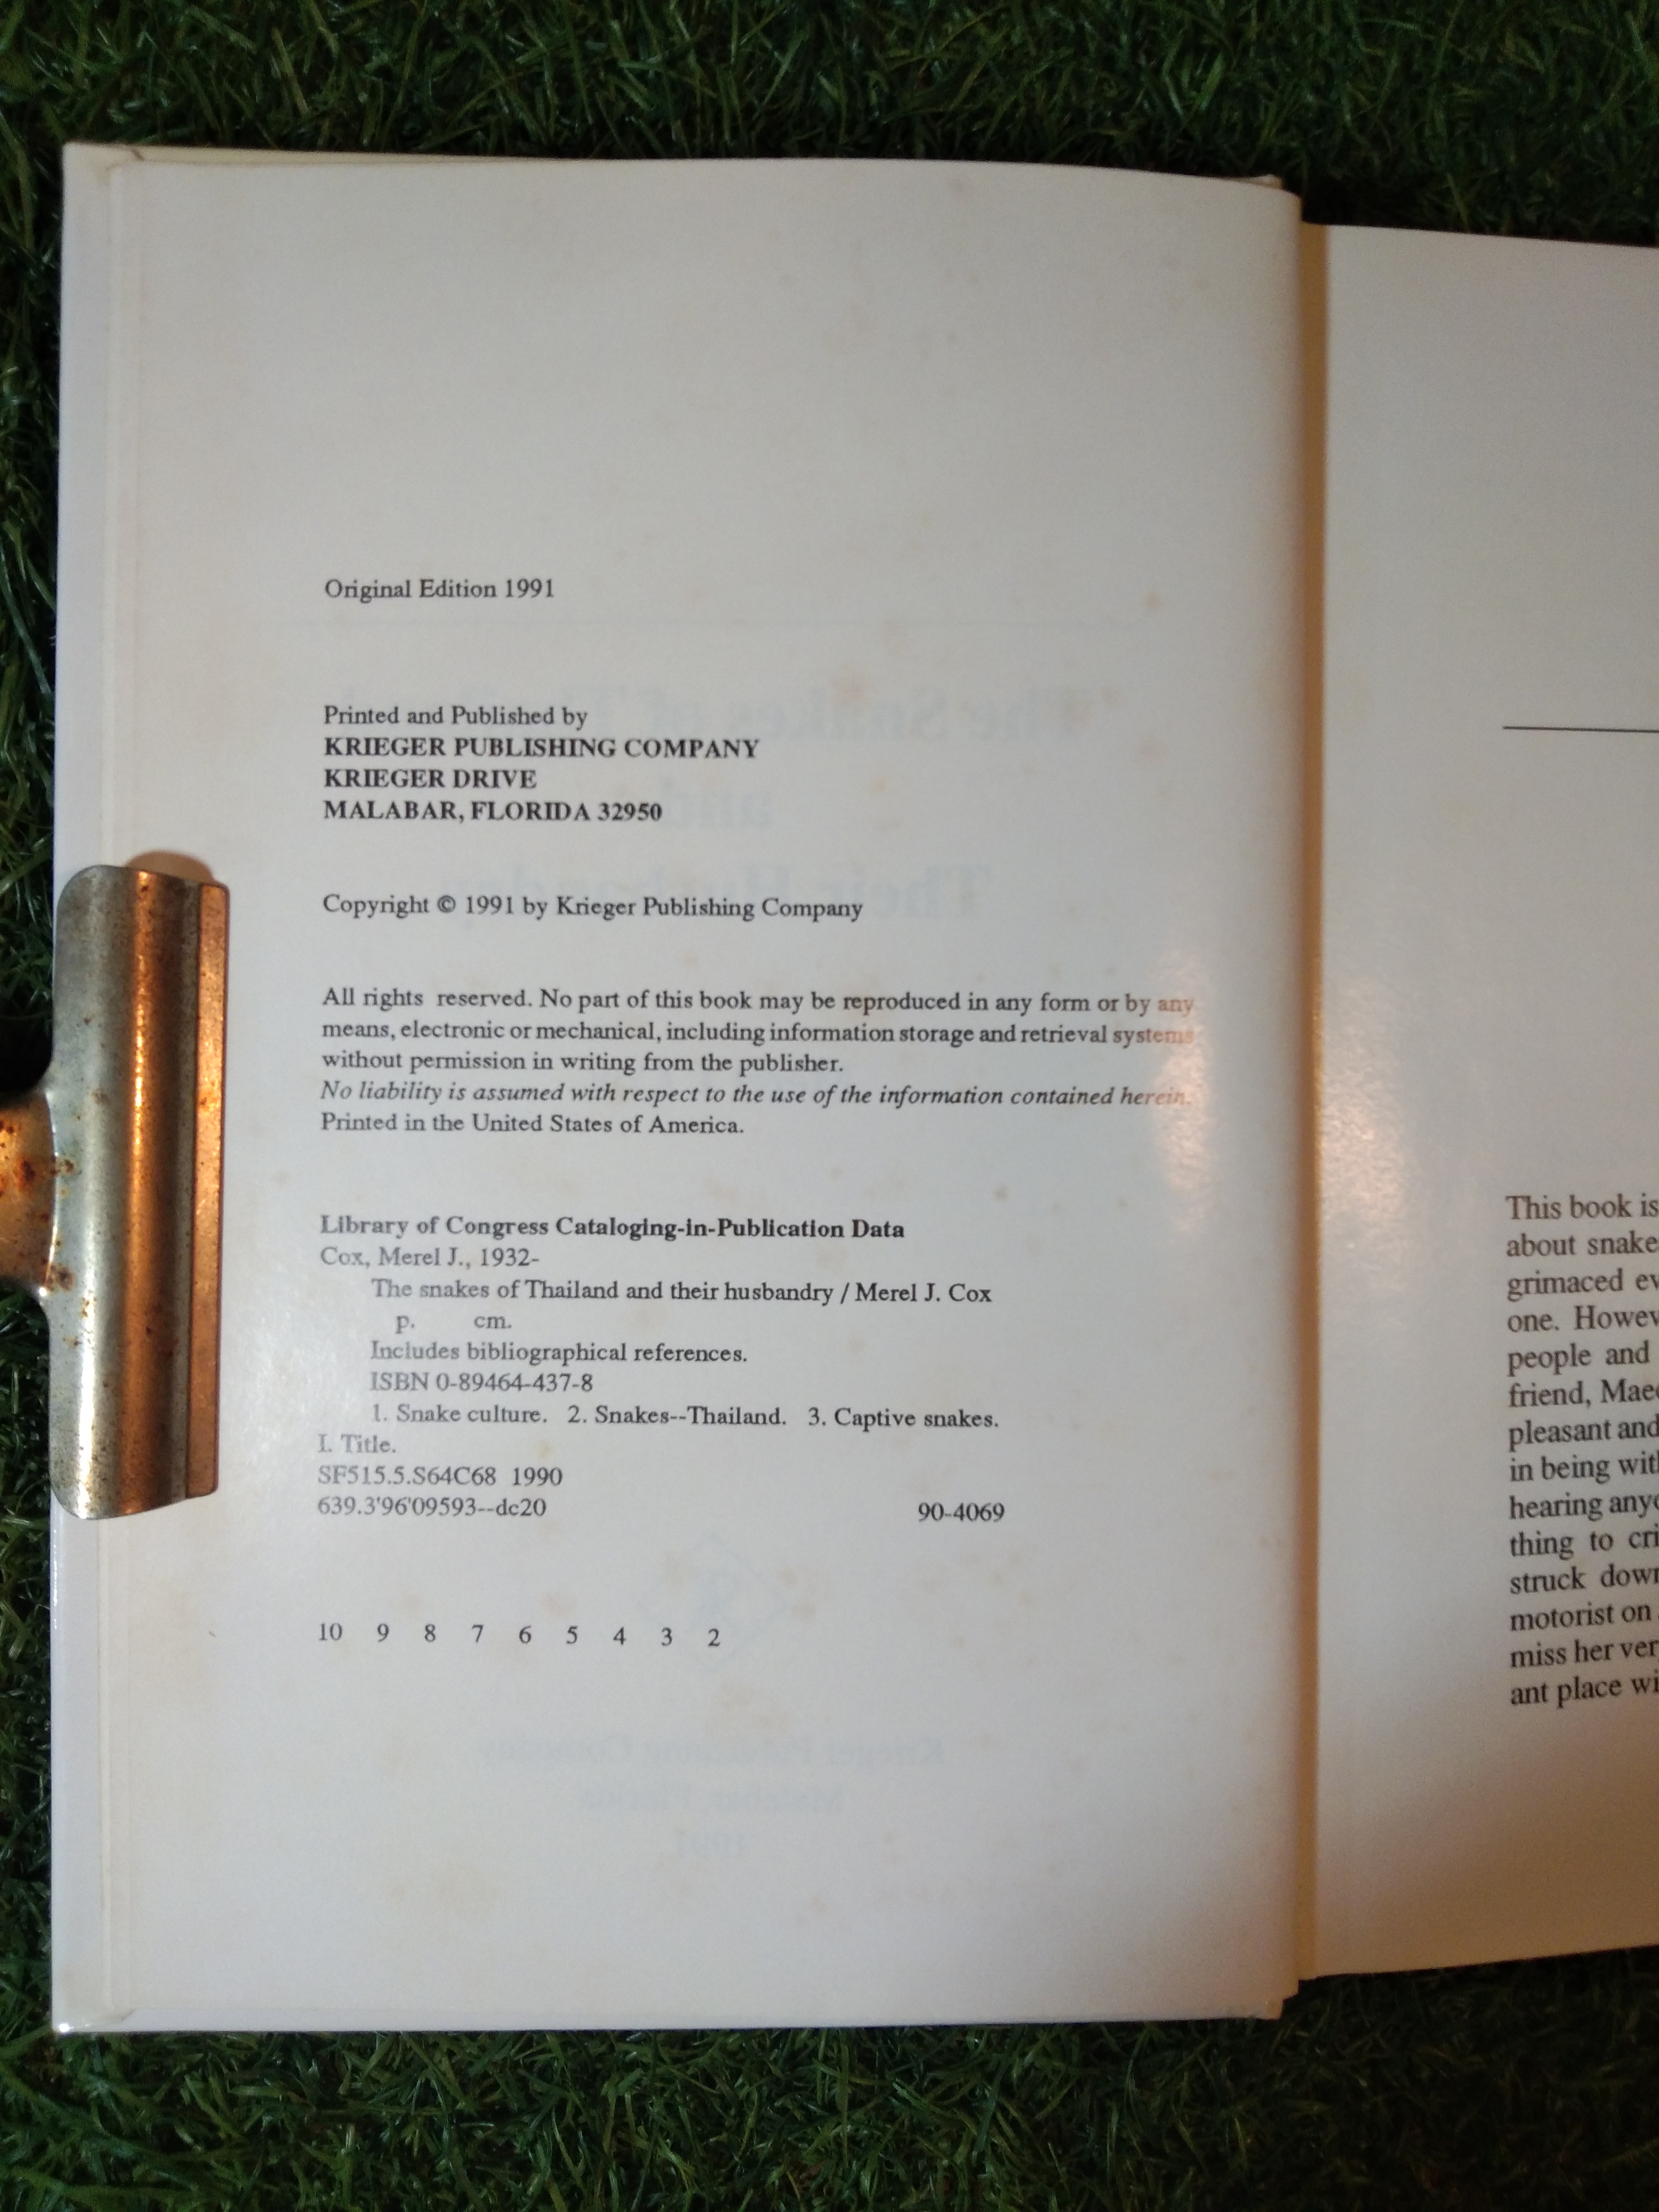 Original Edition 1991
Printed and Published by
KRIEGER PUBLISHING COMPANY
KRIEGER DRIVE
MALABAR, FLORIDA 32950
Copyright © 1991 by Krieger Publishing Company
All rights reserved. No part of this book may be reproduced in any form or by any
means, electronic or mechanical, including information storage and retrieval systems
without permission in writing from the publisher.
No liability is assumed with respect to the use of the information contained herein.
Printed in the United States of America.
Library of Congress Cataloging-in-Publication Data
Cox, Merel J., 1932-
The snakes of Thailand and their husbandry / Merel J. Cox
p. cm.
Includes bibliographical references.
ISBN 0-89464-437-8
1. Snake culture. 2. Snakes--Thailand. 3. Captive snakes.
I. Title.
SF515.5.S64C68 1990
639.3'96'09593--dc20 90-4069
10 9 8 7 6 5 4 3 2
This book is
about snake
grimaced ev
one. Howev
people and
friend, Mae
pleasant and
in being wit
hearing any
thing to cri
struck down
motorist on
miss her ver
ant place wi